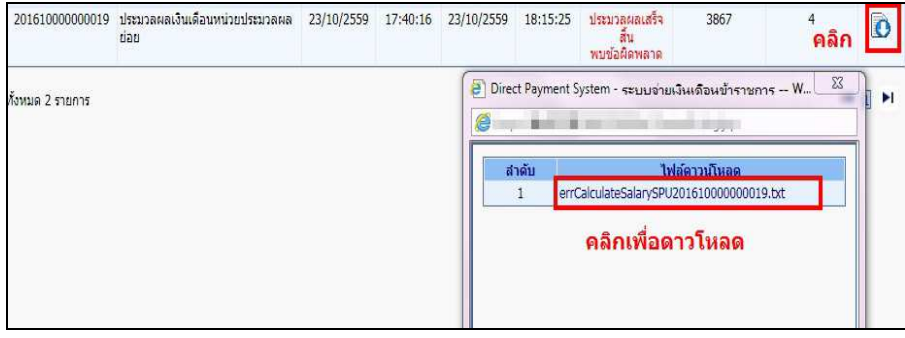 201610000000019 ประมวลผลเงินเดือนหน่วยประมวลผล 23/10/2559 17:40:16 23/10/2559 18:15:25 ประมวลผลเสร็จ 3867 4
ย่อย สิ้น
พบข้อผิดพลาด
คลิก
ทั้งหมด 2 รายการ
Direct Payment System - ระบบจ่ายเงินเดือนข้าราชการ -- W...
ลำดับ ไฟล์ดาวน์โหลด
1 errCalculateSalarySPU201610000000019.txt
คลิกเพื่อดาวโหลด